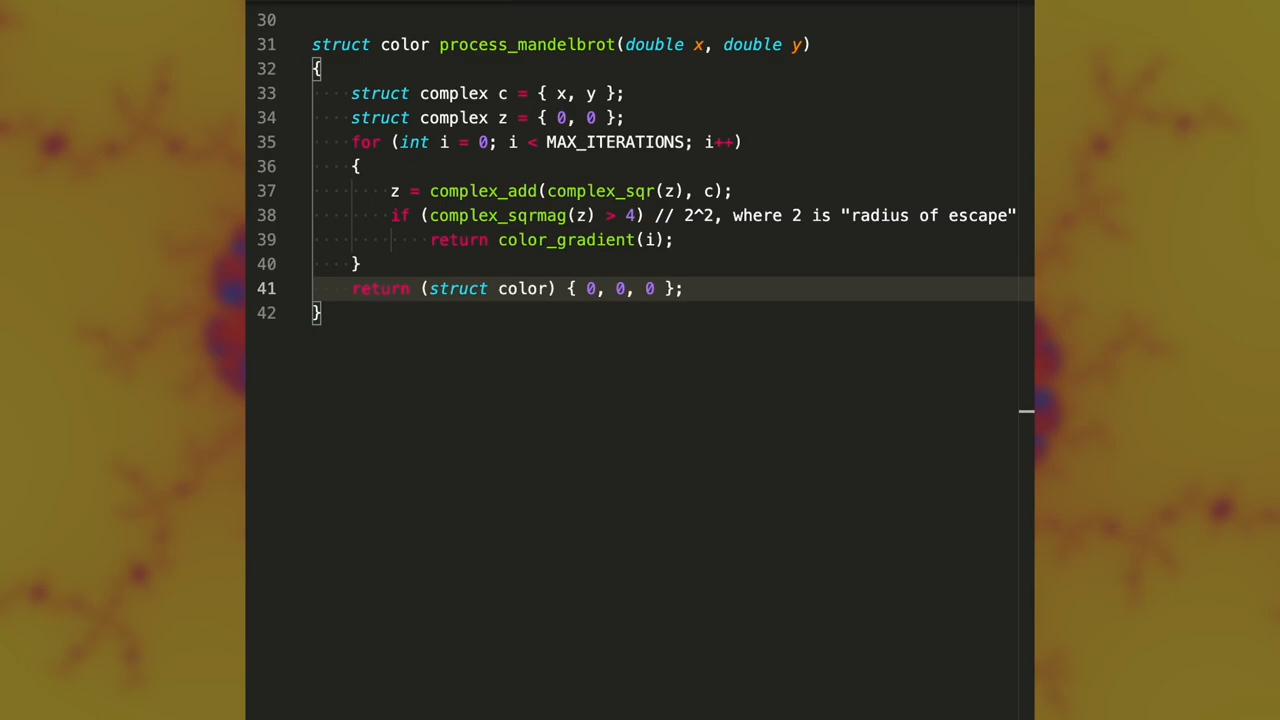 30
31 struct color process_mandelbrot(double x, double y)
32 {
33 struct complex c = { x, y };
34 struct complex z = { 0, 0 };
35 for (int i = 0; i < MAX_ITERATIONS; i++)
36 {
37 z = complex_add(complex_sqr(z), c);
38 if (complex_sqrmag(z) > 4) // 2^2, where 2 is "radius of escape"
39 return color_gradient(i);
40 }
41 return (struct color) { 0, 0, 0 };
42 }